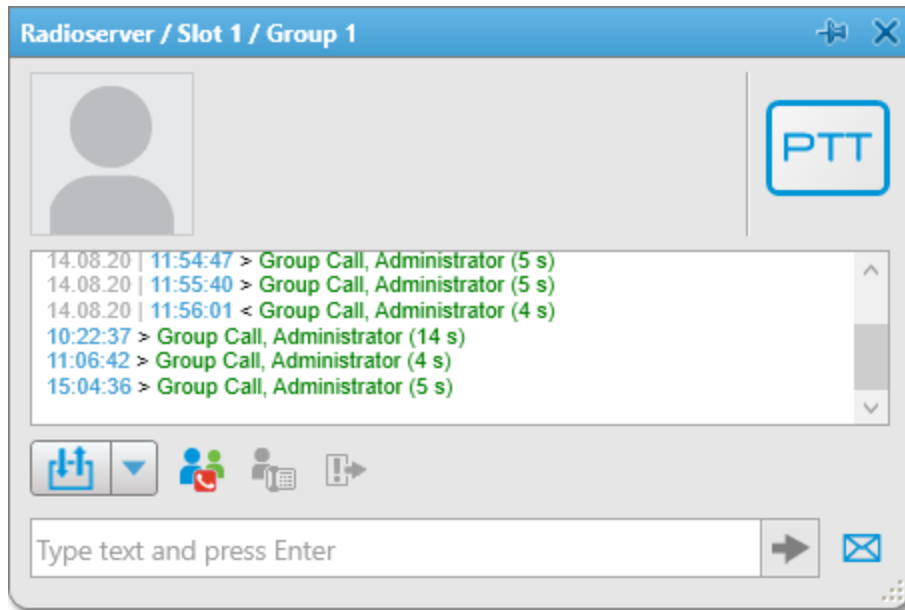 Radioserver / Slot 1 / Group 1
PTT
14.08.20 | 11:54:47 > Group Call, Administrator (5 s)
14.08.20 | 11:55:40 > Group Call, Administrator (5 s)
14.08.20 | 11:56:01 < Group Call, Administrator (4 s)
10:22:37 > Group Call, Administrator (14 s)
11:06:42 > Group Call, Administrator (4 s)
15:04:36 > Group Call, Administrator (5 s)
Type text and press Enter